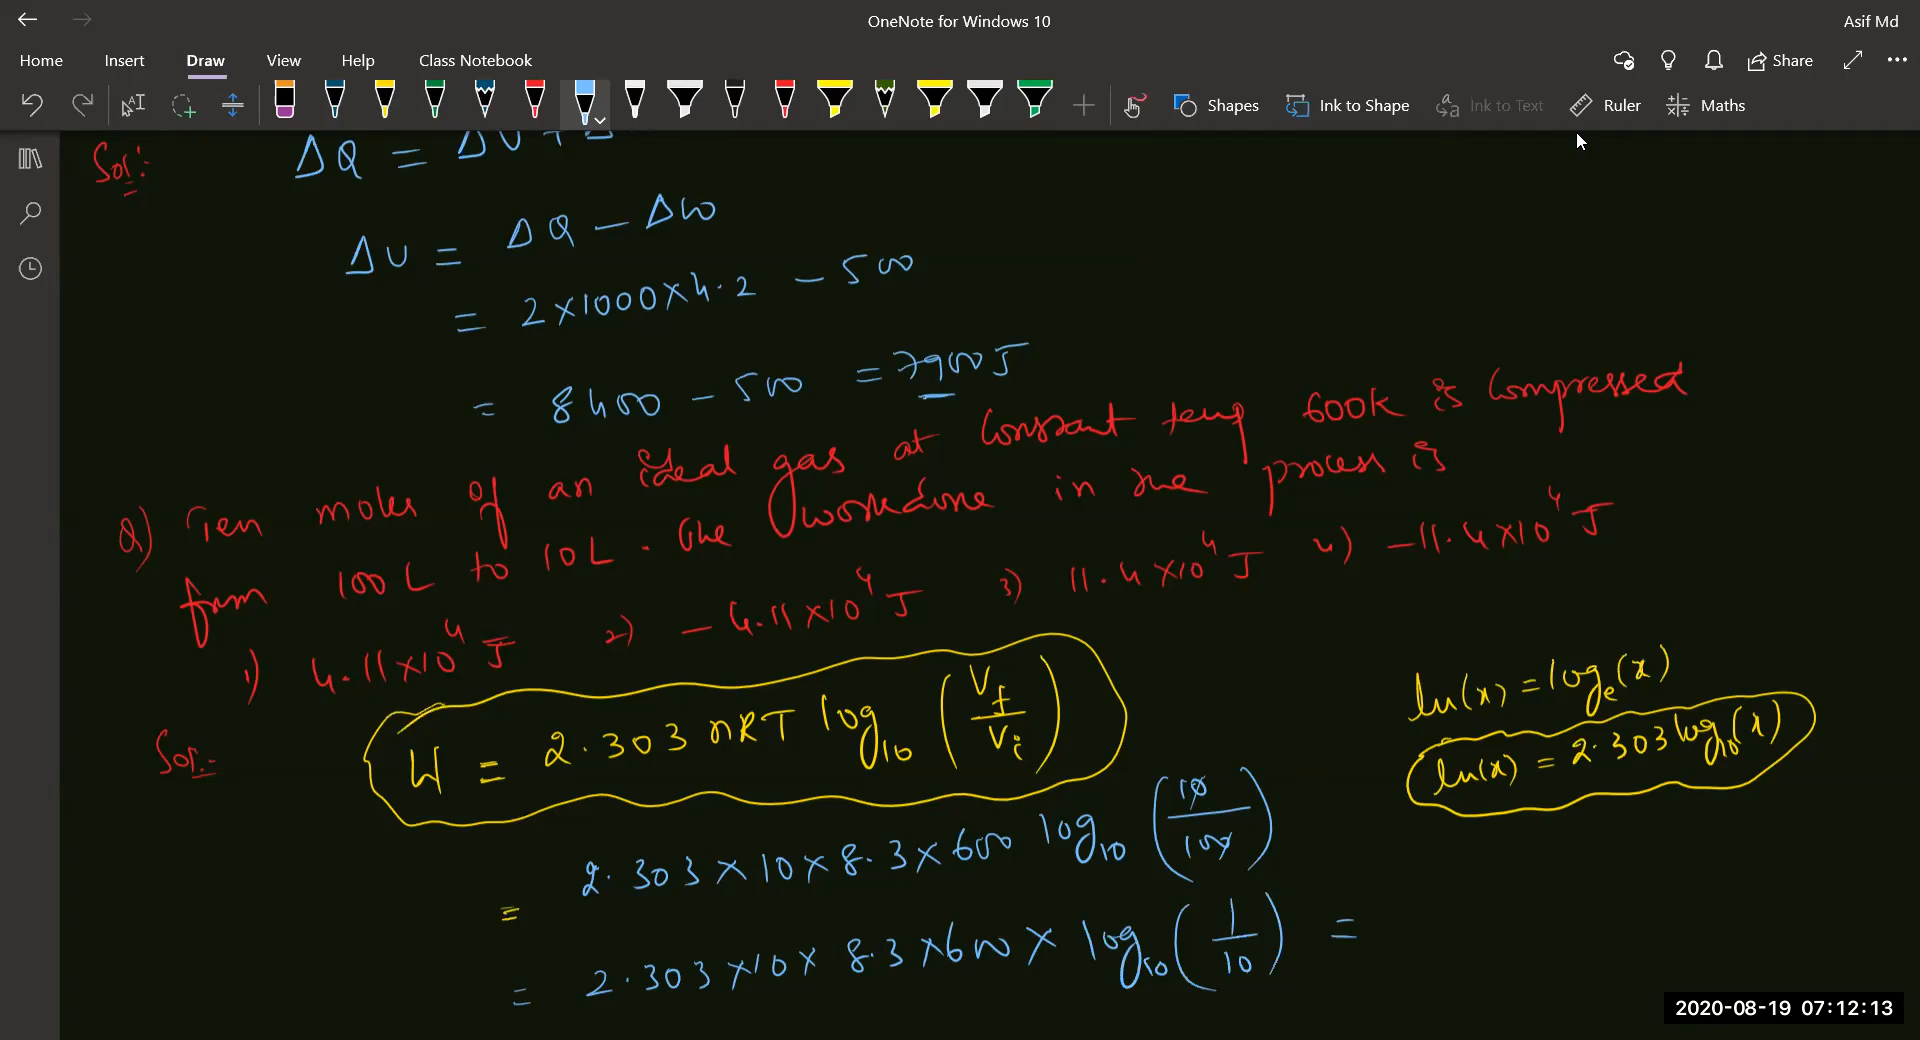 OneNote for Windows 10
Asif Md
Home Insert Draw View Help Class Notebook Share
Shapes Ink to Shape Ink to Text Ruler Maths
Sol:
ΔQ = ΔU + Δ
ΔU = ΔQ - ΔW
= 2×1000×4.2 - 500
= 8400 - 500 = 7900 J
Q) Ten moles of an ideal gas at constant temp 600K is compressed
from 100L to 10L. The workdone in the process is
1) 4.11×10⁴ J 2) -4.11×10⁴ J 3) 11.4×10⁴ J 4) -11.4×10⁴ J
Sol:- W = 2.303 nRT log₁₀ (Vf/Vi)
ln(x) = logₑ(x)
ln(x) = 2.303 log₁₀(x)
= 2.303×10×8.3×600 log₁₀ (10/100)
= 2.303×10×8.3×600× log₁₀ (1/10) =
2020-08-19 07:12:13